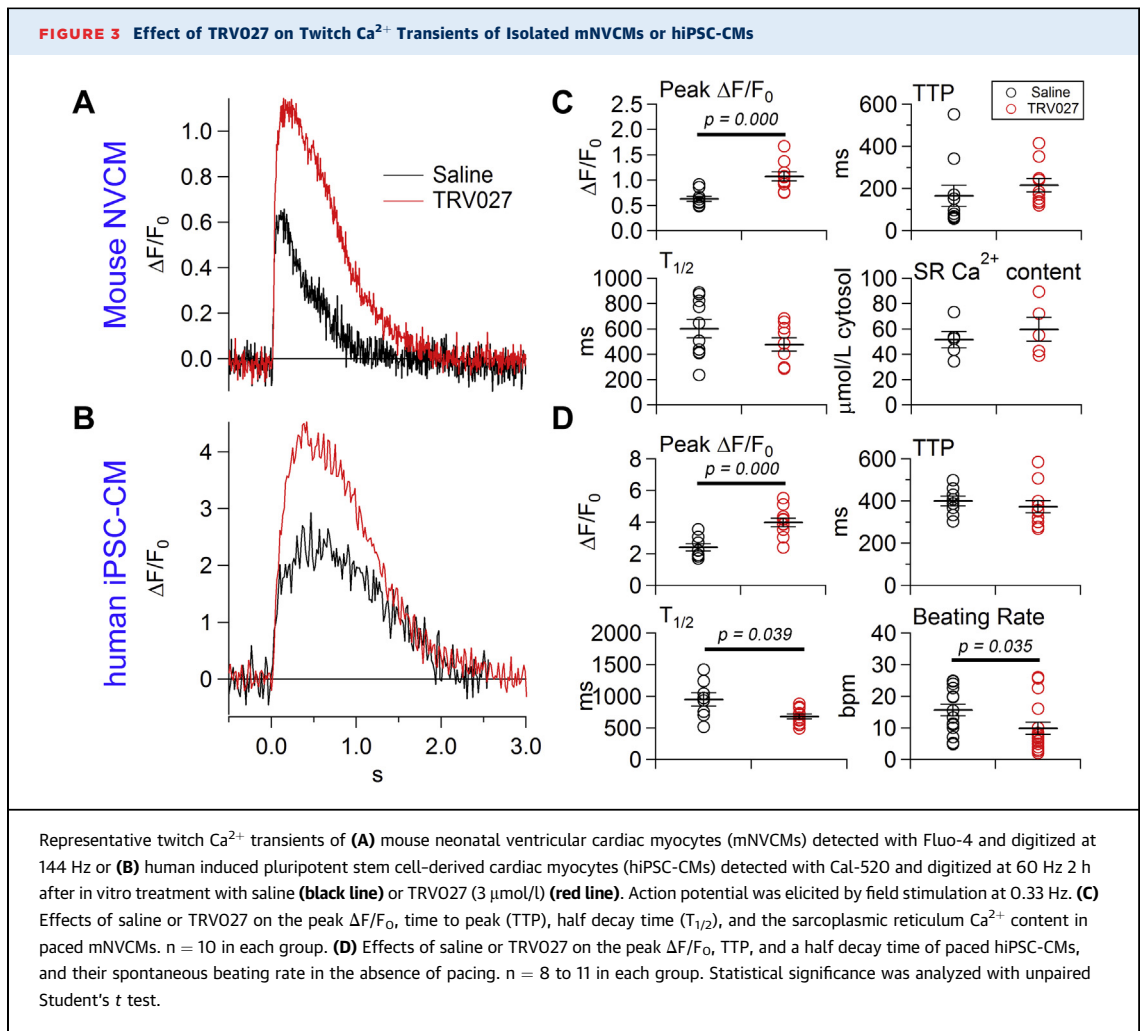 FIGURE 3 Effect of TRV027 on Twitch Ca2+ Transients of Isolated mNVCMs or hiPSC-CMs
A
Mouse NVCM
ΔF/F0
1.0
0.8
0.6
0.4
0.2
0.0
Saline
TRV027
B
human iPSC-CM
ΔF/F0
4
3
2
1
0
0.0 1.0 2.0 3.0
s
C
Peak ΔF/F0
p = 0.000
ΔF/F0
2.5
2.0
1.5
1.0
0.5
0.0
TTP
Saline
TRV027
ms
600
400
200
0
T1/2
ms
1000
800
600
400
200
0
SR Ca2+ content
μmol/L cytosol
100
80
60
40
20
0
D
Peak ΔF/F0
p = 0.000
ΔF/F0
8
6
4
2
0
TTP
ms
600
400
200
0
T1/2
p = 0.039
ms
2000
1500
1000
500
0
Beating Rate
p = 0.035
bpm
40
30
20
10
0
Representative twitch Ca2+ transients of (A) mouse neonatal ventricular cardiac myocytes (mNVCMs) detected with Fluo-4 and digitized at
144 Hz or (B) human induced pluripotent stem cell–derived cardiac myocytes (hiPSC-CMs) detected with Cal-520 and digitized at 60 Hz 2 h
after in vitro treatment with saline (black line) or TRV027 (3 μmol/l) (red line). Action potential was elicited by field stimulation at 0.33 Hz. (C)
Effects of saline or TRV027 on the peak ΔF/F0, time to peak (TTP), half decay time (T1/2), and the sarcoplasmic reticulum Ca2+ content in
paced mNVCMs. n = 10 in each group. (D) Effects of saline or TRV027 on the peak ΔF/F0, TTP, and a half decay time of paced hiPSC-CMs,
and their spontaneous beating rate in the absence of pacing. n = 8 to 11 in each group. Statistical significance was analyzed with unpaired
Student's t test.